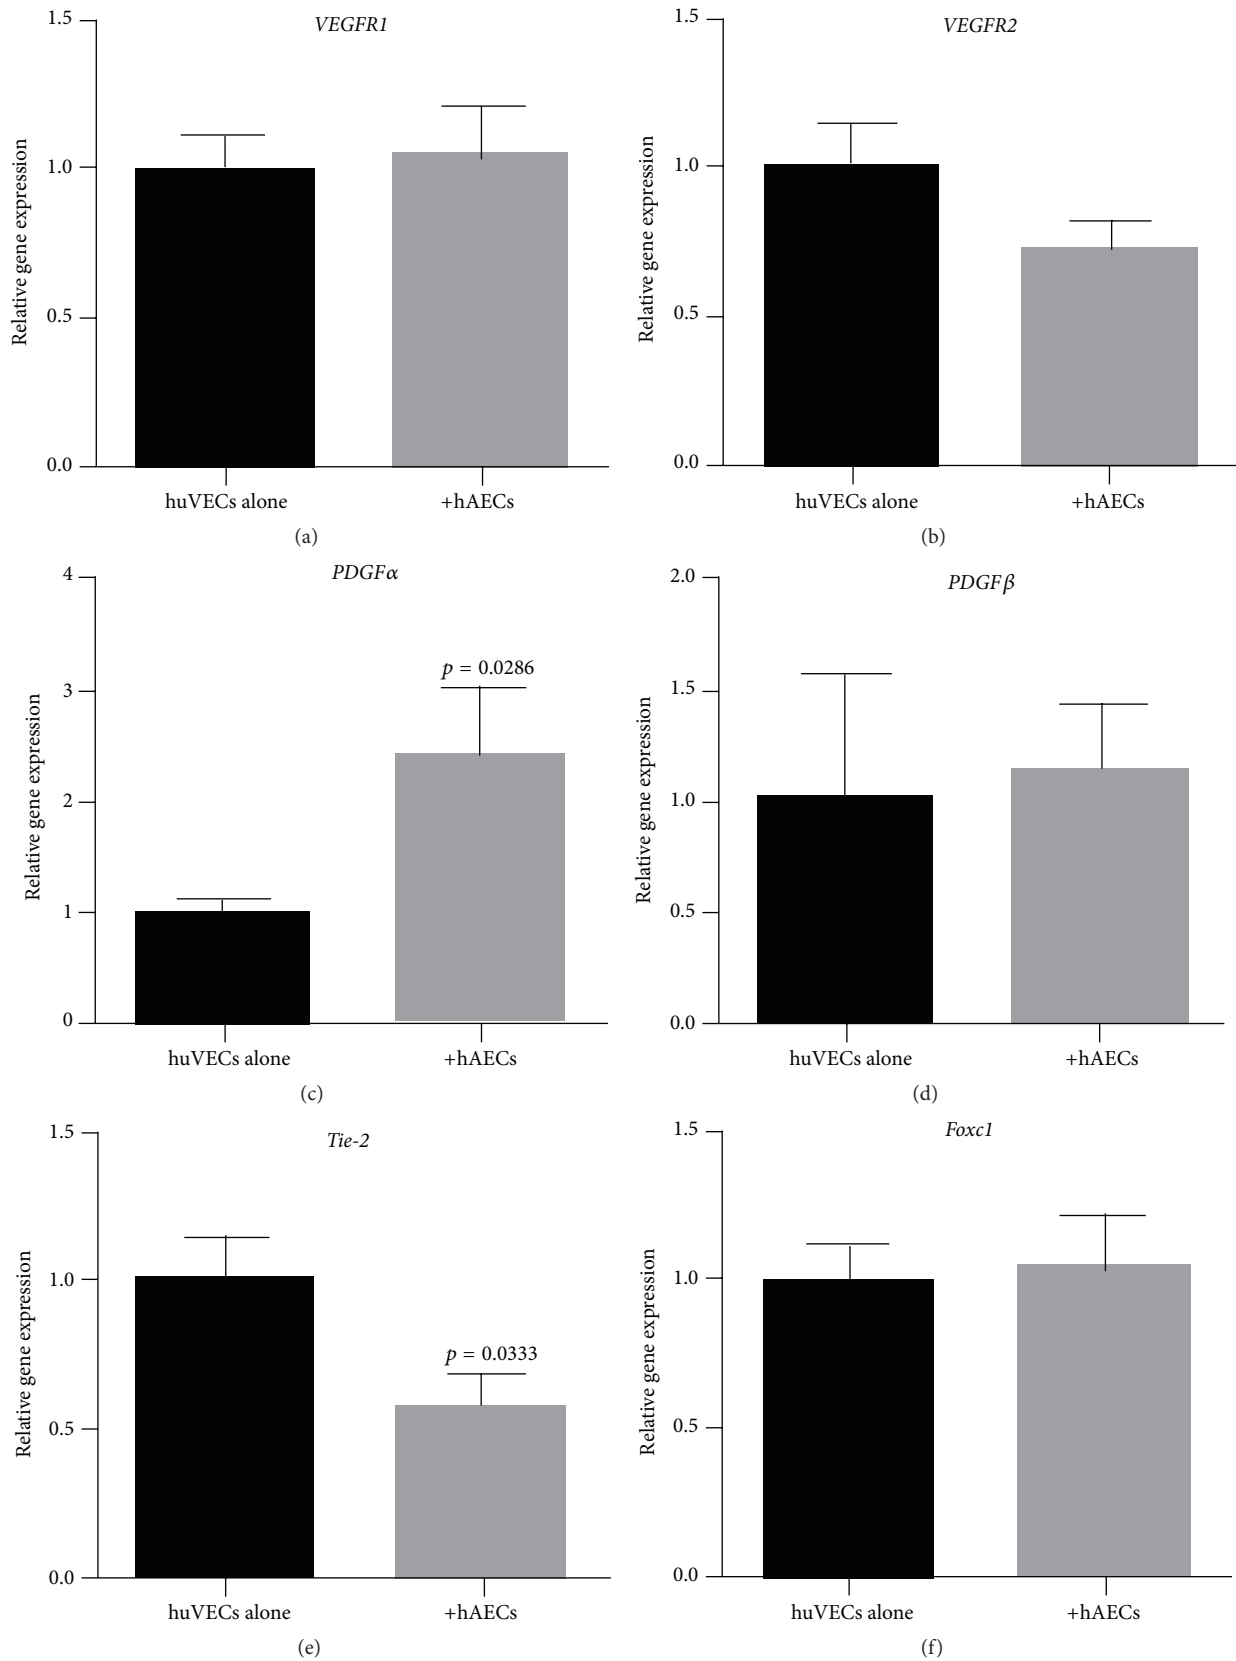 VEGFR1
1.5
1.0
0.5
0.0
Relative gene expression
huVECs alone
+hAECs
(a)
VEGFR2
1.5
1.0
0.5
0.0
Relative gene expression
huVECs alone
+hAECs
(b)
PDGFα
4
3
2
1
0
Relative gene expression
p = 0.0286
huVECs alone
+hAECs
(c)
PDGFβ
2.0
1.5
1.0
0.5
0.0
Relative gene expression
huVECs alone
+hAECs
(d)
Tie-2
1.5
1.0
0.5
0.0
Relative gene expression
p = 0.0333
huVECs alone
+hAECs
(e)
Foxc1
1.5
1.0
0.5
0.0
Relative gene expression
huVECs alone
+hAECs
(f)